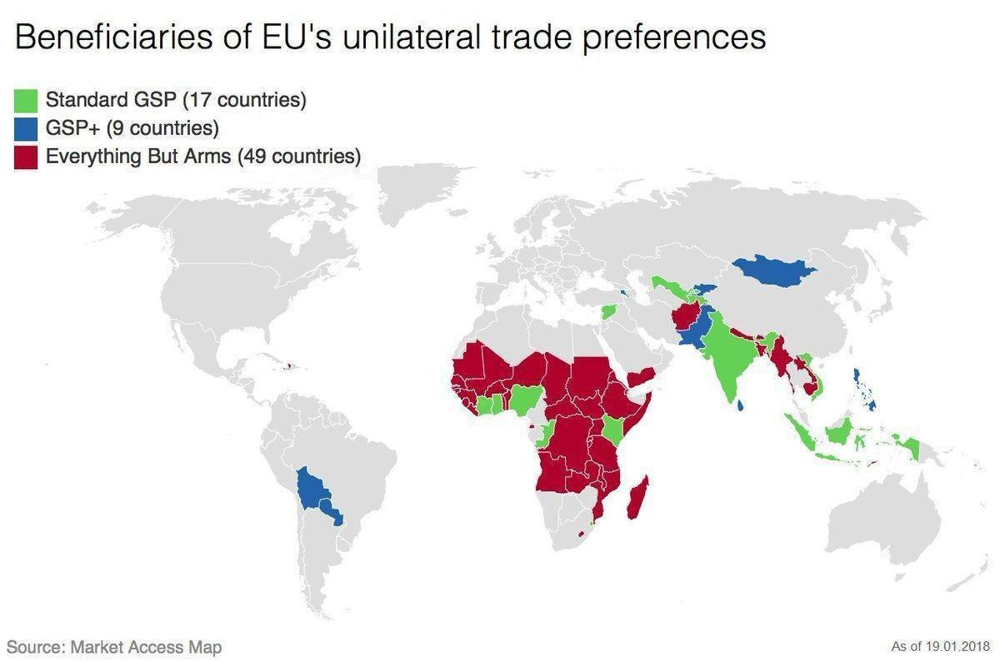 Beneficiaries of EU's unilateral trade preferences
Standard GSP (17 countries)
GSP+ (9 countries)
Everything But Arms (49 countries)
Source: Market Access Map
As of 19.01.2018